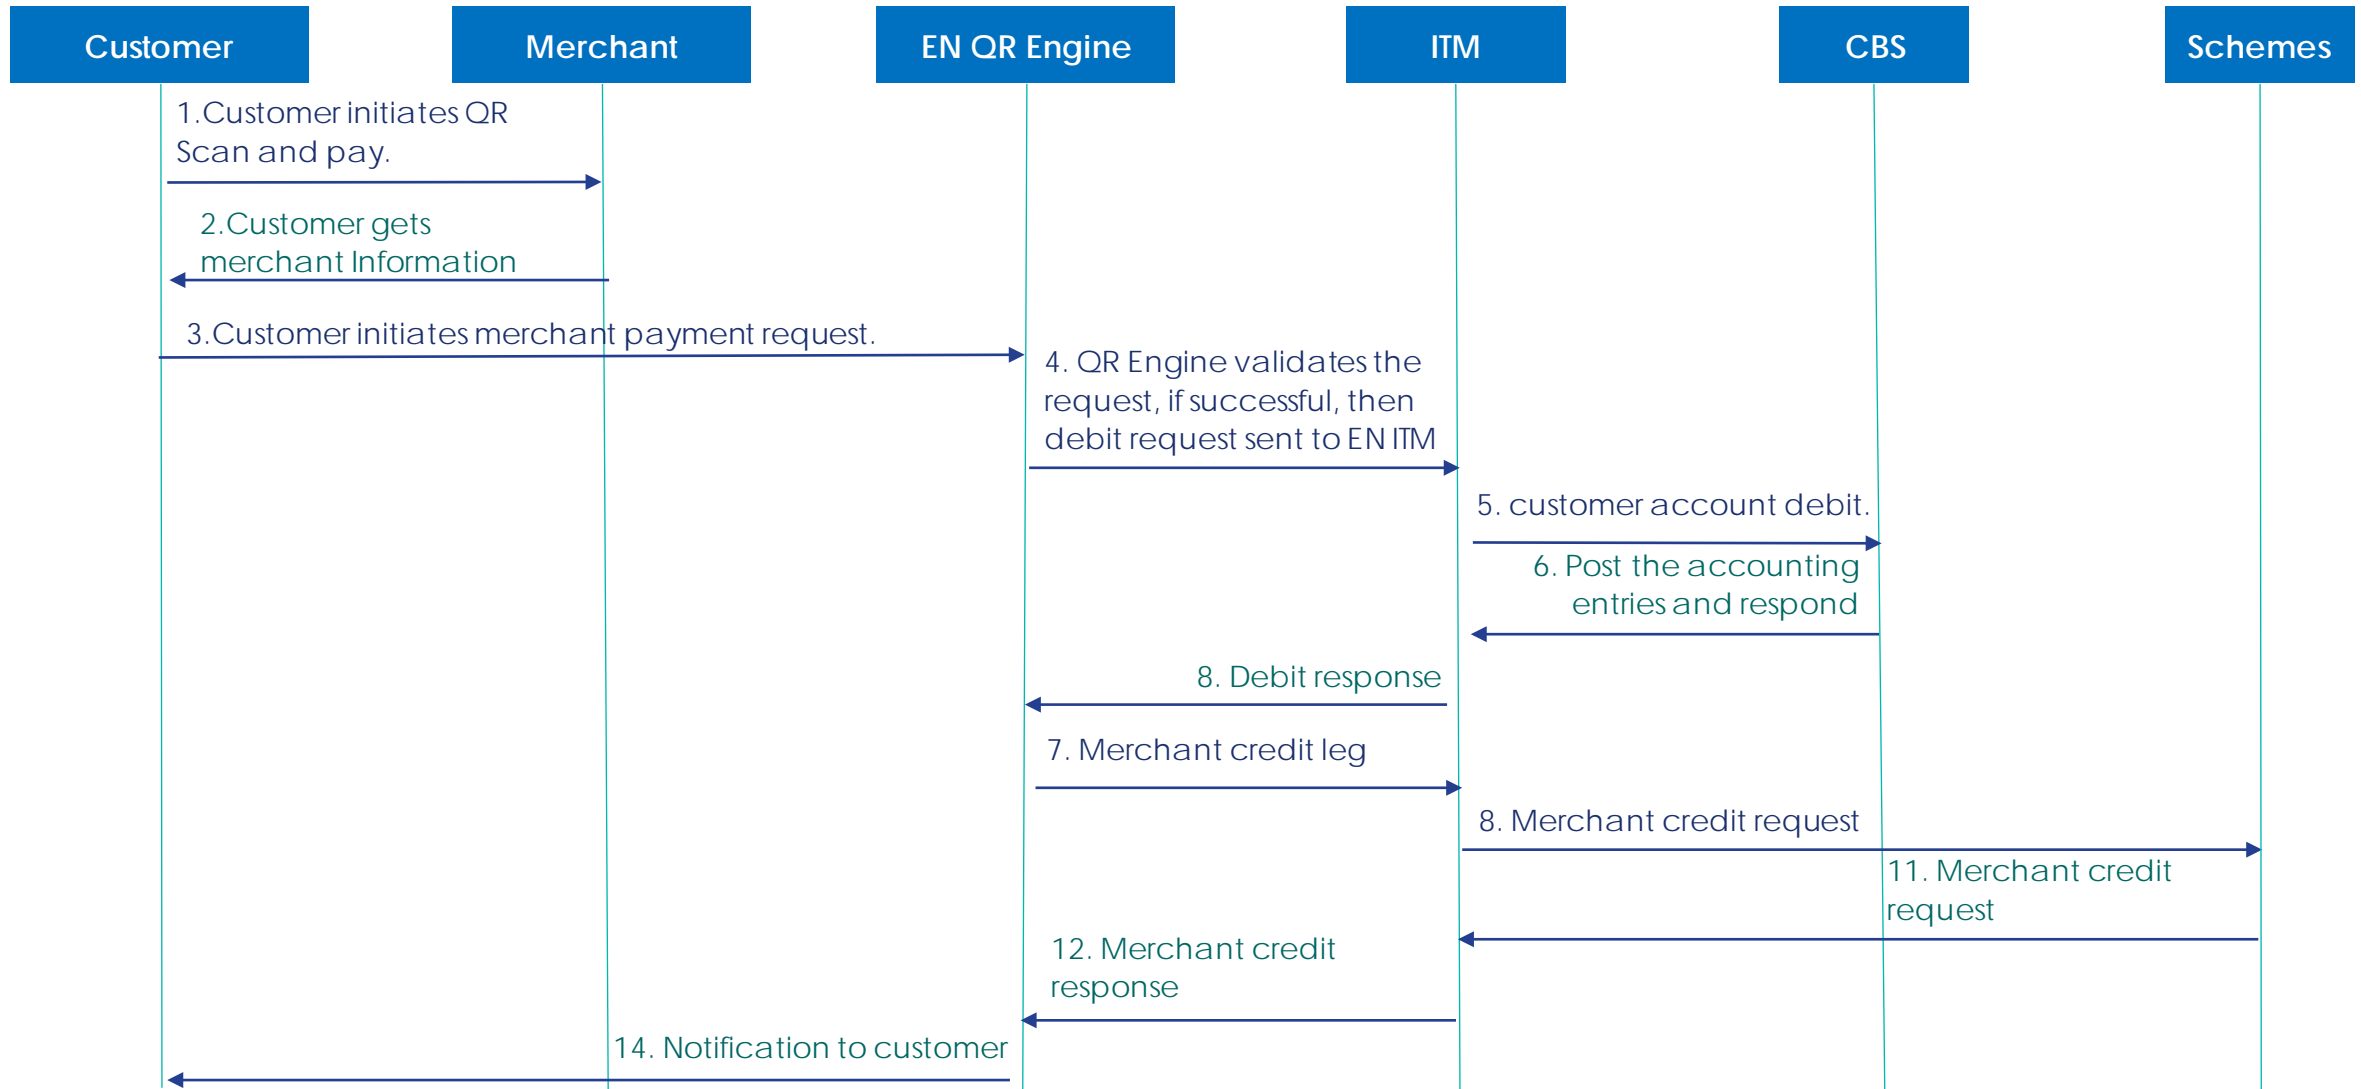 Customer
Merchant
EN QR Engine
ITM
CBS
Schemes
1.Customer initiates QR
Scan and pay.
2.Customer gets
merchant Information
3.Customer initiates merchant payment request.
4. QR Engine validates the
request, if successful, then
debit request sent to EN ITM
5. customer account debit.
6. Post the accounting
entries and respond
8. Debit response
7. Merchant credit leg
8. Merchant credit request
11. Merchant credit
request
12. Merchant credit
response
14. Notification to customer